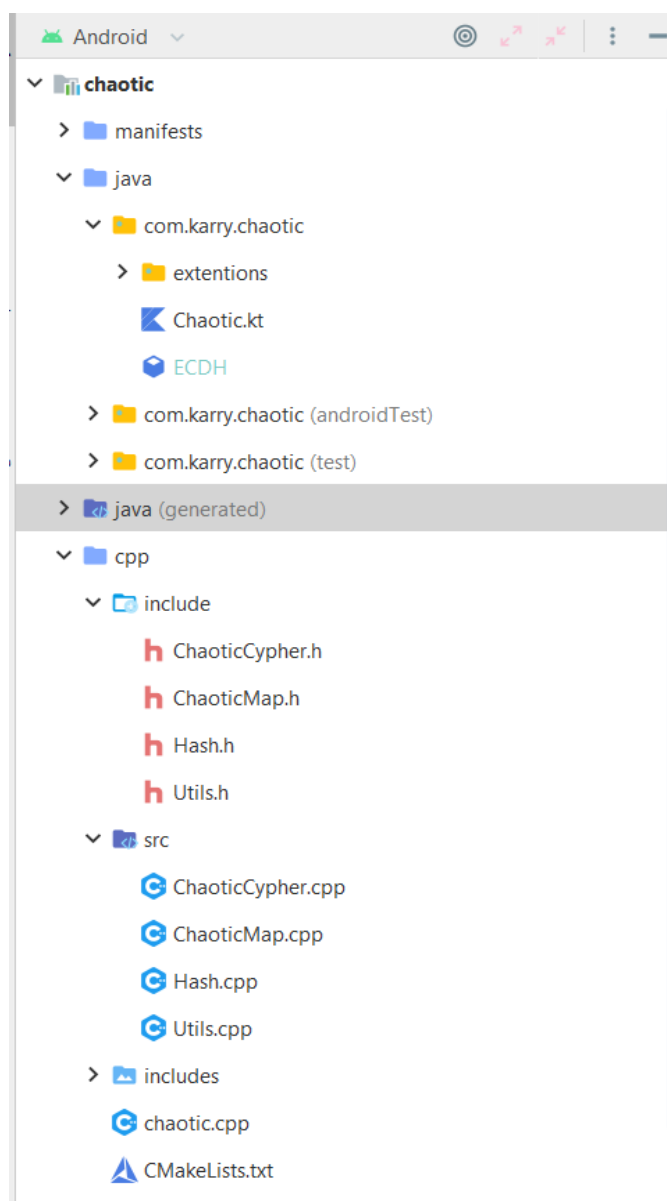 Android
chaotic
manifests
java
com.karry.chaotic
extentions
Chaotic.kt
ECDH
com.karry.chaotic (androidTest)
com.karry.chaotic (test)
java (generated)
cpp
include
ChaoticCypher.h
ChaoticMap.h
Hash.h
Utils.h
src
ChaoticCypher.cpp
ChaoticMap.cpp
Hash.cpp
Utils.cpp
includes
chaotic.cpp
CMakeLists.txt